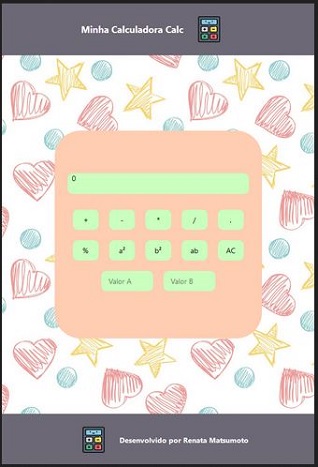 Minha Calculadora Calc
0
+ - * / .
% a² b² ab AC
Valor A Valor B
Desenvolvido por Renata Matsumoto